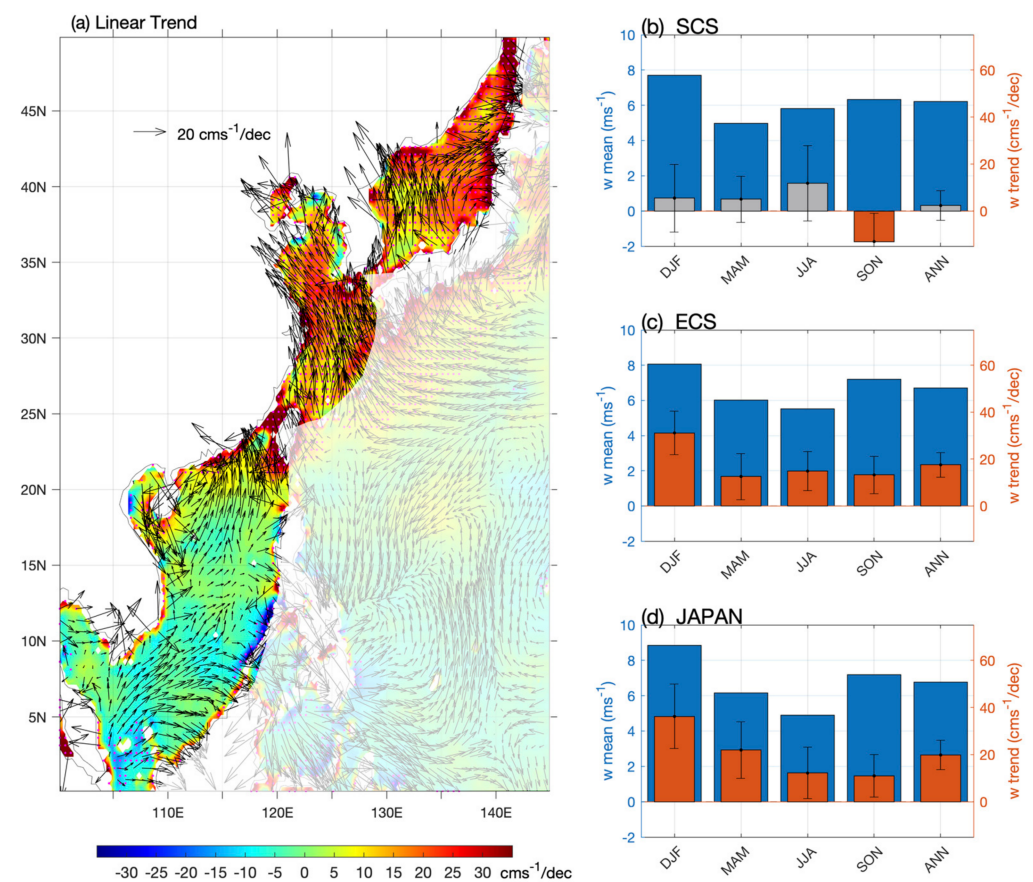 (a) Linear Trend
20 cms-1/dec
45N
40N
35N
30N
25N
20N
15N
10N
5N
110E 120E 130E 140E
-30 -25 -20 -15 -10 -5 0 5 10 15 20 25 30 cms-1/dec
(b) SCS
10
8
6
4
2
0
-2
w mean (ms-1)
60
40
20
0
w trend (cms-1/dec)
DJF MAM JJA SON ANN
(c) ECS
10
8
6
4
2
0
-2
w mean (ms-1)
60
40
20
0
w trend (cms-1/dec)
DJF MAM JJA SON ANN
(d) JAPAN
10
8
6
4
2
0
-2
w mean (ms-1)
60
40
20
0
w trend (cms-1/dec)
DJF MAM JJA SON ANN